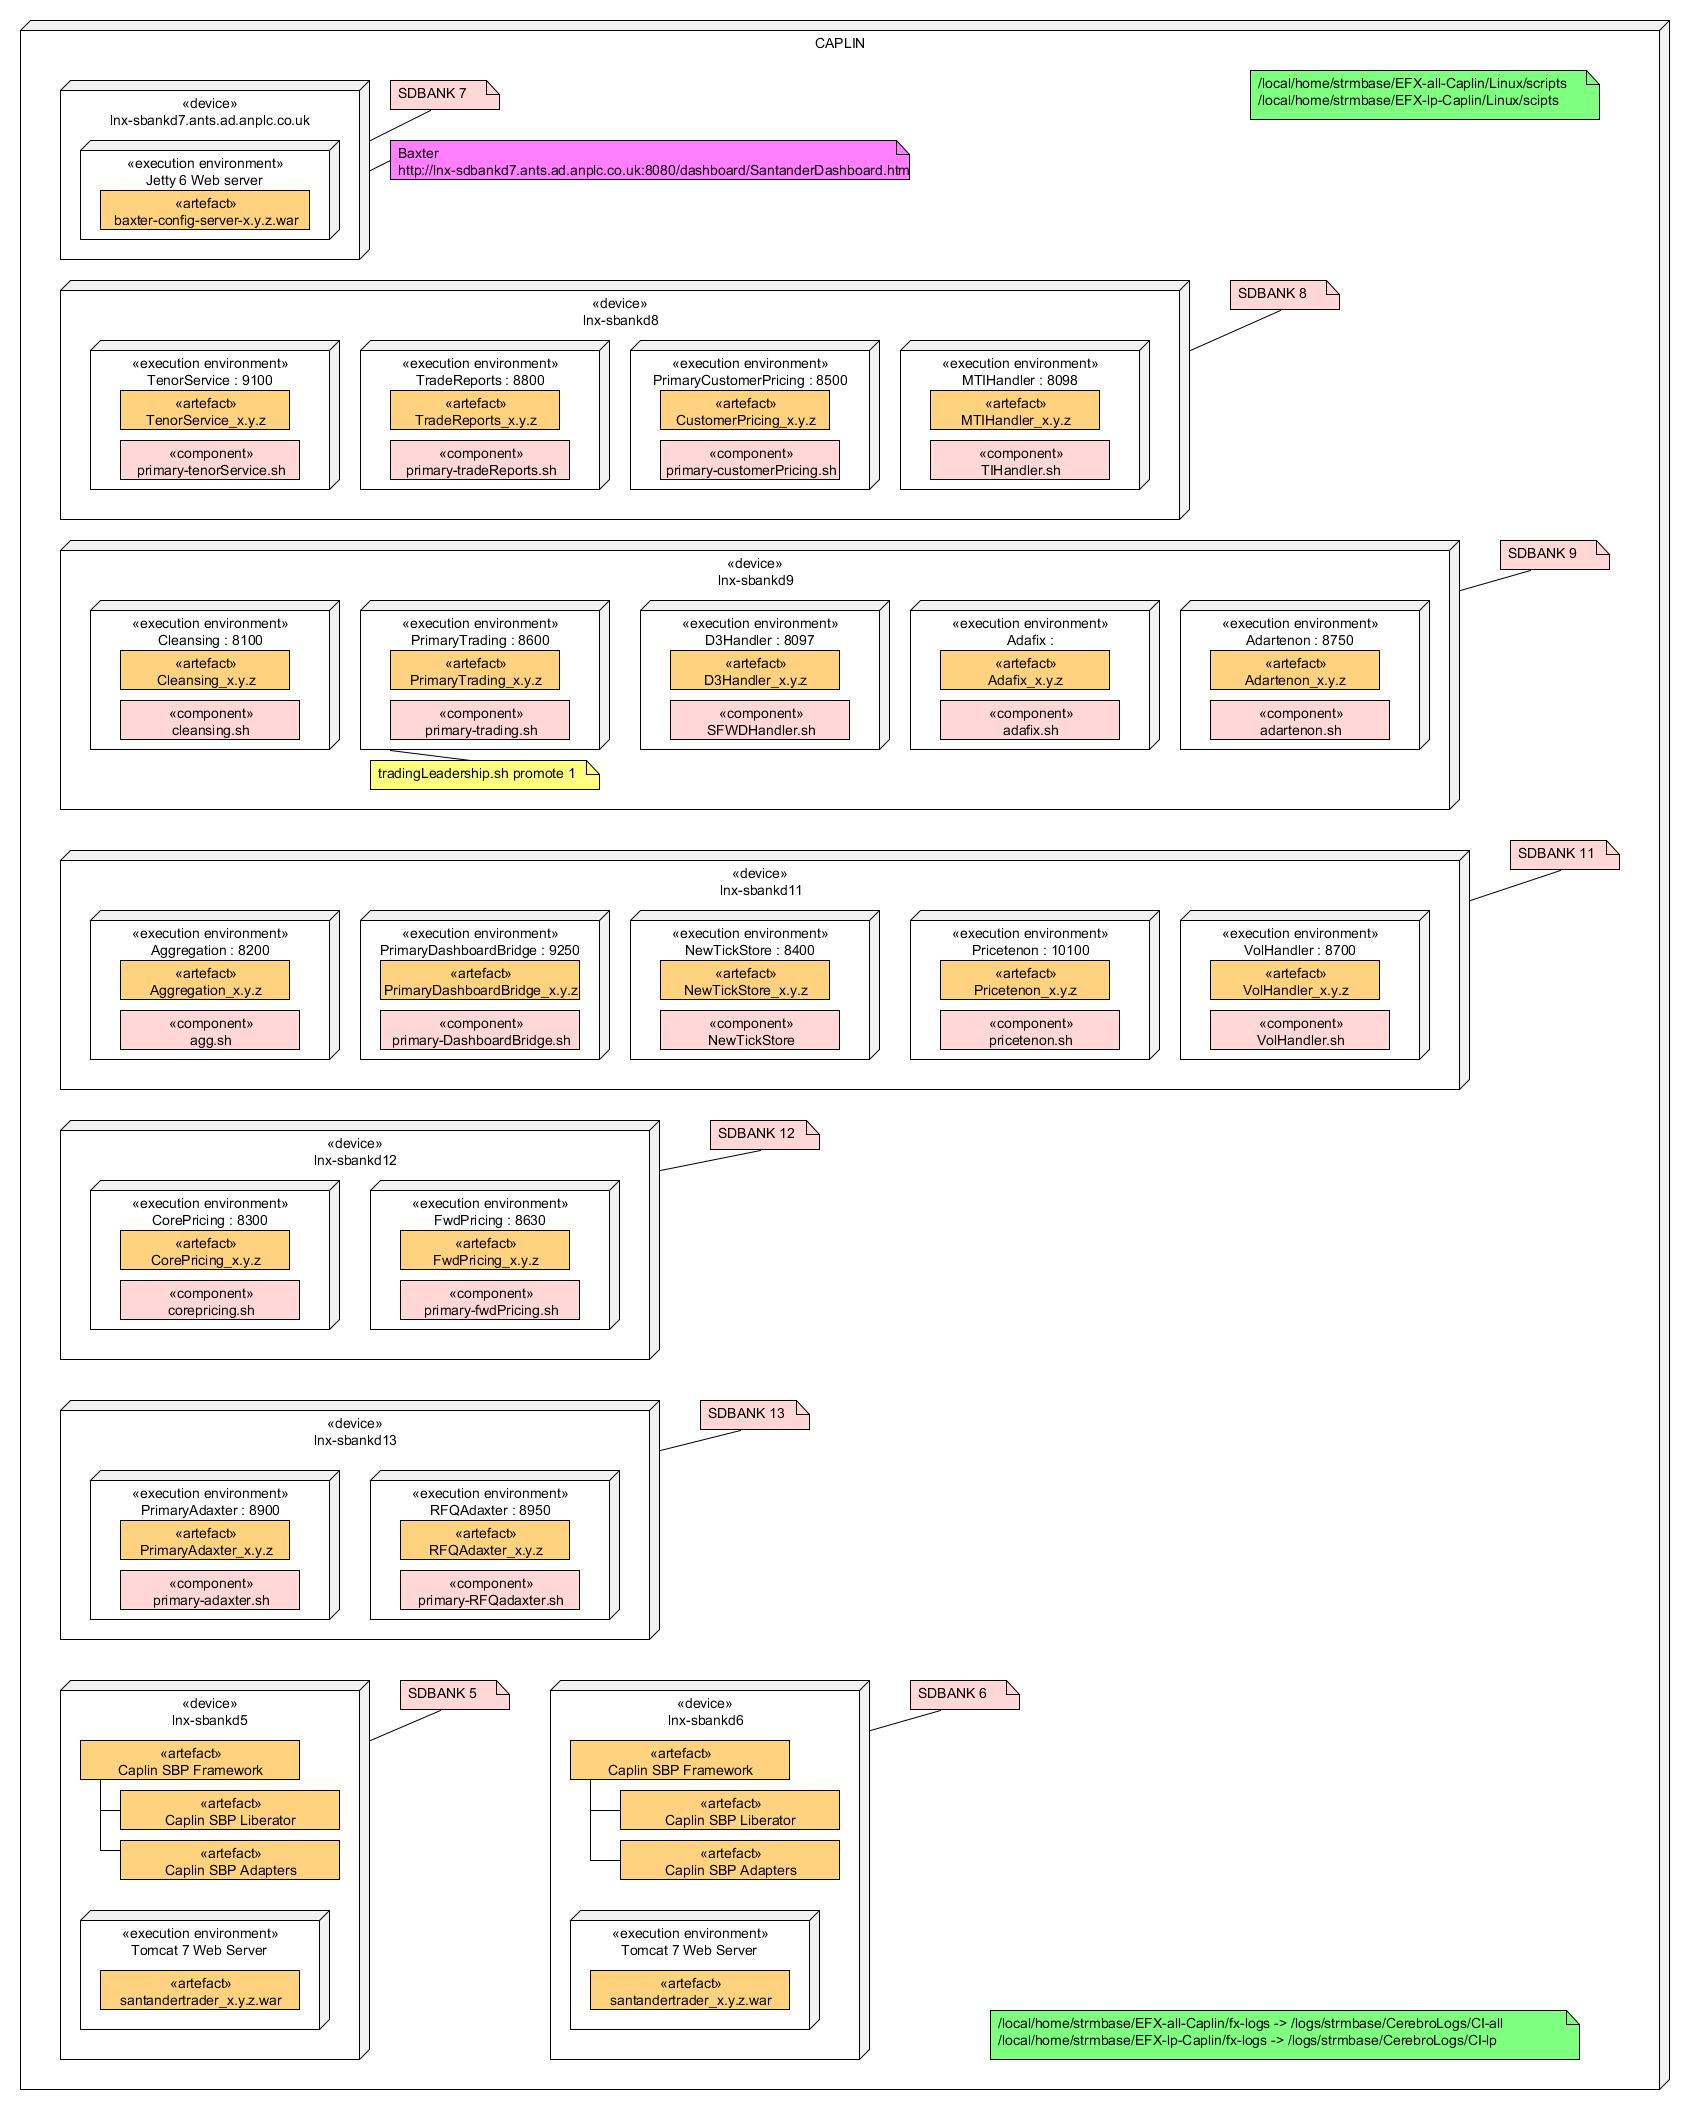 CAPLIN
/local/home/strmbase/EFX-all-Caplin/Linux/scripts
/local/home/strmbase/EFX-lp-Caplin/Linux/scipts
«device»
lnx-sbankd7.ants.ad.anplc.co.uk
SDBANK 7
Baxter
http://lnx-sdbankd7.ants.ad.anplc.co.uk:8080/dashboard/SantanderDashboard.htm
«execution environment»
Jetty 6 Web server
«artefact»
baxter-config-server-x.y.z.war
«device»
lnx-sbankd8
SDBANK 8
«execution environment»
TenorService : 9100
«artefact»
TenorService_x.y.z
«component»
primary-tenorService.sh
«execution environment»
TradeReports : 8800
«artefact»
TradeReports_x.y.z
«component»
primary-tradeReports.sh
«execution environment»
PrimaryCustomerPricing : 8500
«artefact»
CustomerPricing_x.y.z
«component»
primary-customerPricing.sh
«execution environment»
MTIHandler : 8098
«artefact»
MTIHandler_x.y.z
«component»
TIHandler.sh
«device»
lnx-sbankd9
SDBANK 9
«execution environment»
Cleansing : 8100
«artefact»
Cleansing_x.y.z
«component»
cleansing.sh
«execution environment»
PrimaryTrading : 8600
«artefact»
PrimaryTrading_x.y.z
«component»
primary-trading.sh
tradingLeadership.sh promote 1
«execution environment»
D3Handler : 8097
«artefact»
D3Handler_x.y.z
«component»
SFWDHandler.sh
«execution environment»
Adafix :
«artefact»
Adafix_x.y.z
«component»
adafix.sh
«execution environment»
Adartenon : 8750
«artefact»
Adartenon_x.y.z
«component»
adartenon.sh
«device»
lnx-sbankd11
SDBANK 11
«execution environment»
Aggregation : 8200
«artefact»
Aggregation_x.y.z
«component»
agg.sh
«execution environment»
PrimaryDashboardBridge : 9250
«artefact»
PrimaryDashboardBridge_x.y.z
«component»
primary-DashboardBridge.sh
«execution environment»
NewTickStore : 8400
«artefact»
NewTickStore_x.y.z
«component»
NewTickStore
«execution environment»
Pricetenon : 10100
«artefact»
Pricetenon_x.y.z
«component»
pricetenon.sh
«execution environment»
VolHandler : 8700
«artefact»
VolHandler_x.y.z
«component»
VolHandler.sh
«device»
lnx-sbankd12
SDBANK 12
«execution environment»
CorePricing : 8300
«artefact»
CorePricing_x.y.z
«component»
corepricing.sh
«execution environment»
FwdPricing : 8630
«artefact»
FwdPricing_x.y.z
«component»
primary-fwdPricing.sh
«device»
lnx-sbankd13
SDBANK 13
«execution environment»
PrimaryAdaxter : 8900
«artefact»
PrimaryAdaxter_x.y.z
«component»
primary-adaxter.sh
«execution environment»
RFQAdaxter : 8950
«artefact»
RFQAdaxter_x.y.z
«component»
primary-RFQadaxter.sh
«device»
lnx-sbankd5
SDBANK 5
«artefact»
Caplin SBP Framework
«artefact»
Caplin SBP Liberator
«artefact»
Caplin SBP Adapters
«execution environment»
Tomcat 7 Web Server
«artefact»
santandertrader_x.y.z.war
«device»
lnx-sbankd6
SDBANK 6
«artefact»
Caplin SBP Framework
«artefact»
Caplin SBP Liberator
«artefact»
Caplin SBP Adapters
«execution environment»
Tomcat 7 Web Server
«artefact»
santandertrader_x.y.z.war
/local/home/strmbase/EFX-all-Caplin/fx-logs -> /logs/strmbase/CerebroLogs/CI-all
/local/home/strmbase/EFX-lp-Caplin/fx-logs -> /logs/strmbase/CerebroLogs/CI-lp